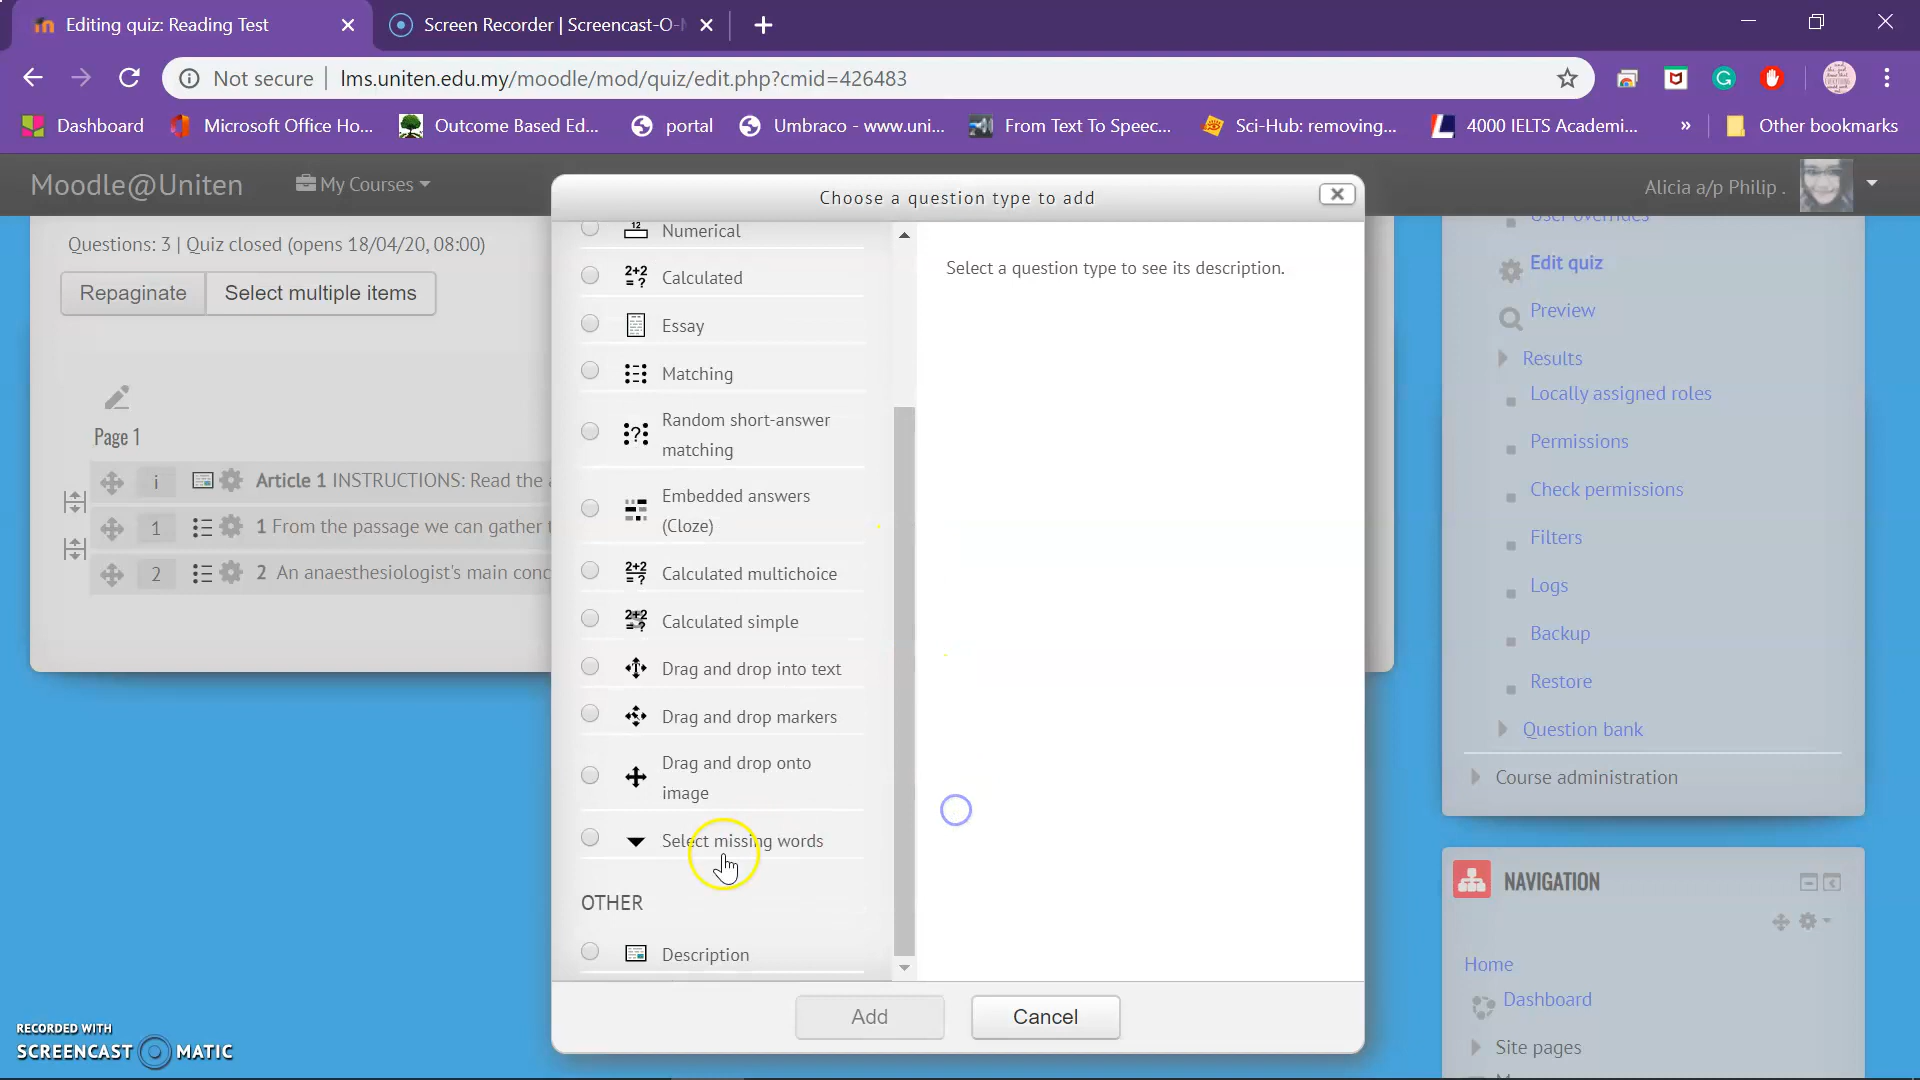 Editing quiz: Reading Test
Screen Recorder | Screencast-O-M
Not secure | lms.uniten.edu.my/moodle/mod/quiz/edit.php?cmid=426483
Dashboard
Microsoft Office Ho...
Outcome Based Ed...
portal
Umbraco - www.uni...
From Text To Speec...
Sci-Hub: removing...
4000 IELTS Academi...
»
Other bookmarks
Moodle@Uniten
My Courses
Alicia a/p Philip .
Questions: 3 | Quiz closed (opens 18/04/20, 08:00)
Repaginate
Select multiple items
Page 1
i Article 1 INSTRUCTIONS: Read the a
1 1 From the passage we can gather t
2 2 An anaesthesiologist's main conc
Choose a question type to add
Numerical
Calculated
Essay
Matching
Random short-answer
matching
Embedded answers
(Cloze)
Calculated multichoice
Calculated simple
Drag and drop into text
Drag and drop markers
Drag and drop onto
image
Select missing words
OTHER
Description
Select a question type to see its description.
Add
Cancel
User overrides
Edit quiz
Preview
Results
Locally assigned roles
Permissions
Check permissions
Filters
Logs
Backup
Restore
Question bank
Course administration
NAVIGATION
Home
Dashboard
Site pages
RECORDED WITH
SCREENCAST MATIC